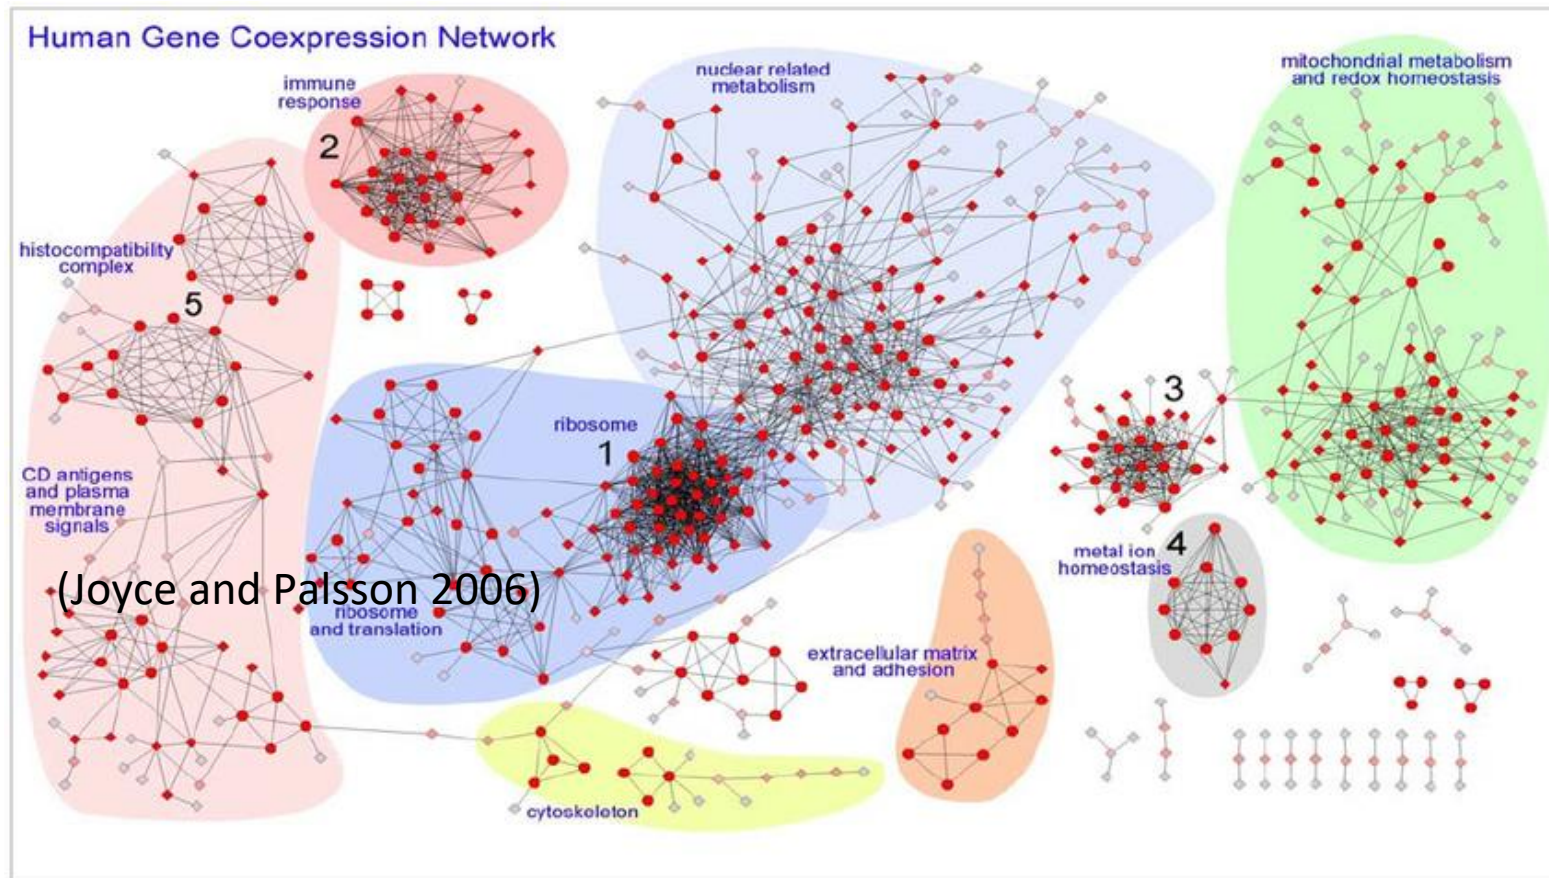 Human Gene Coexpression Network
immune
response
2
nuclear related
metabolism
mitochondrial metabolism
and redox homeostasis
histocompatibility
complex
5
ribosome
1
3
CD antigens
and plasma
membrane
signals
metal ion
homeostasis
4
(Joyce and Palsson 2006)
ribosome
and translation
extracellular matrix
and adhesion
cytoskeleton